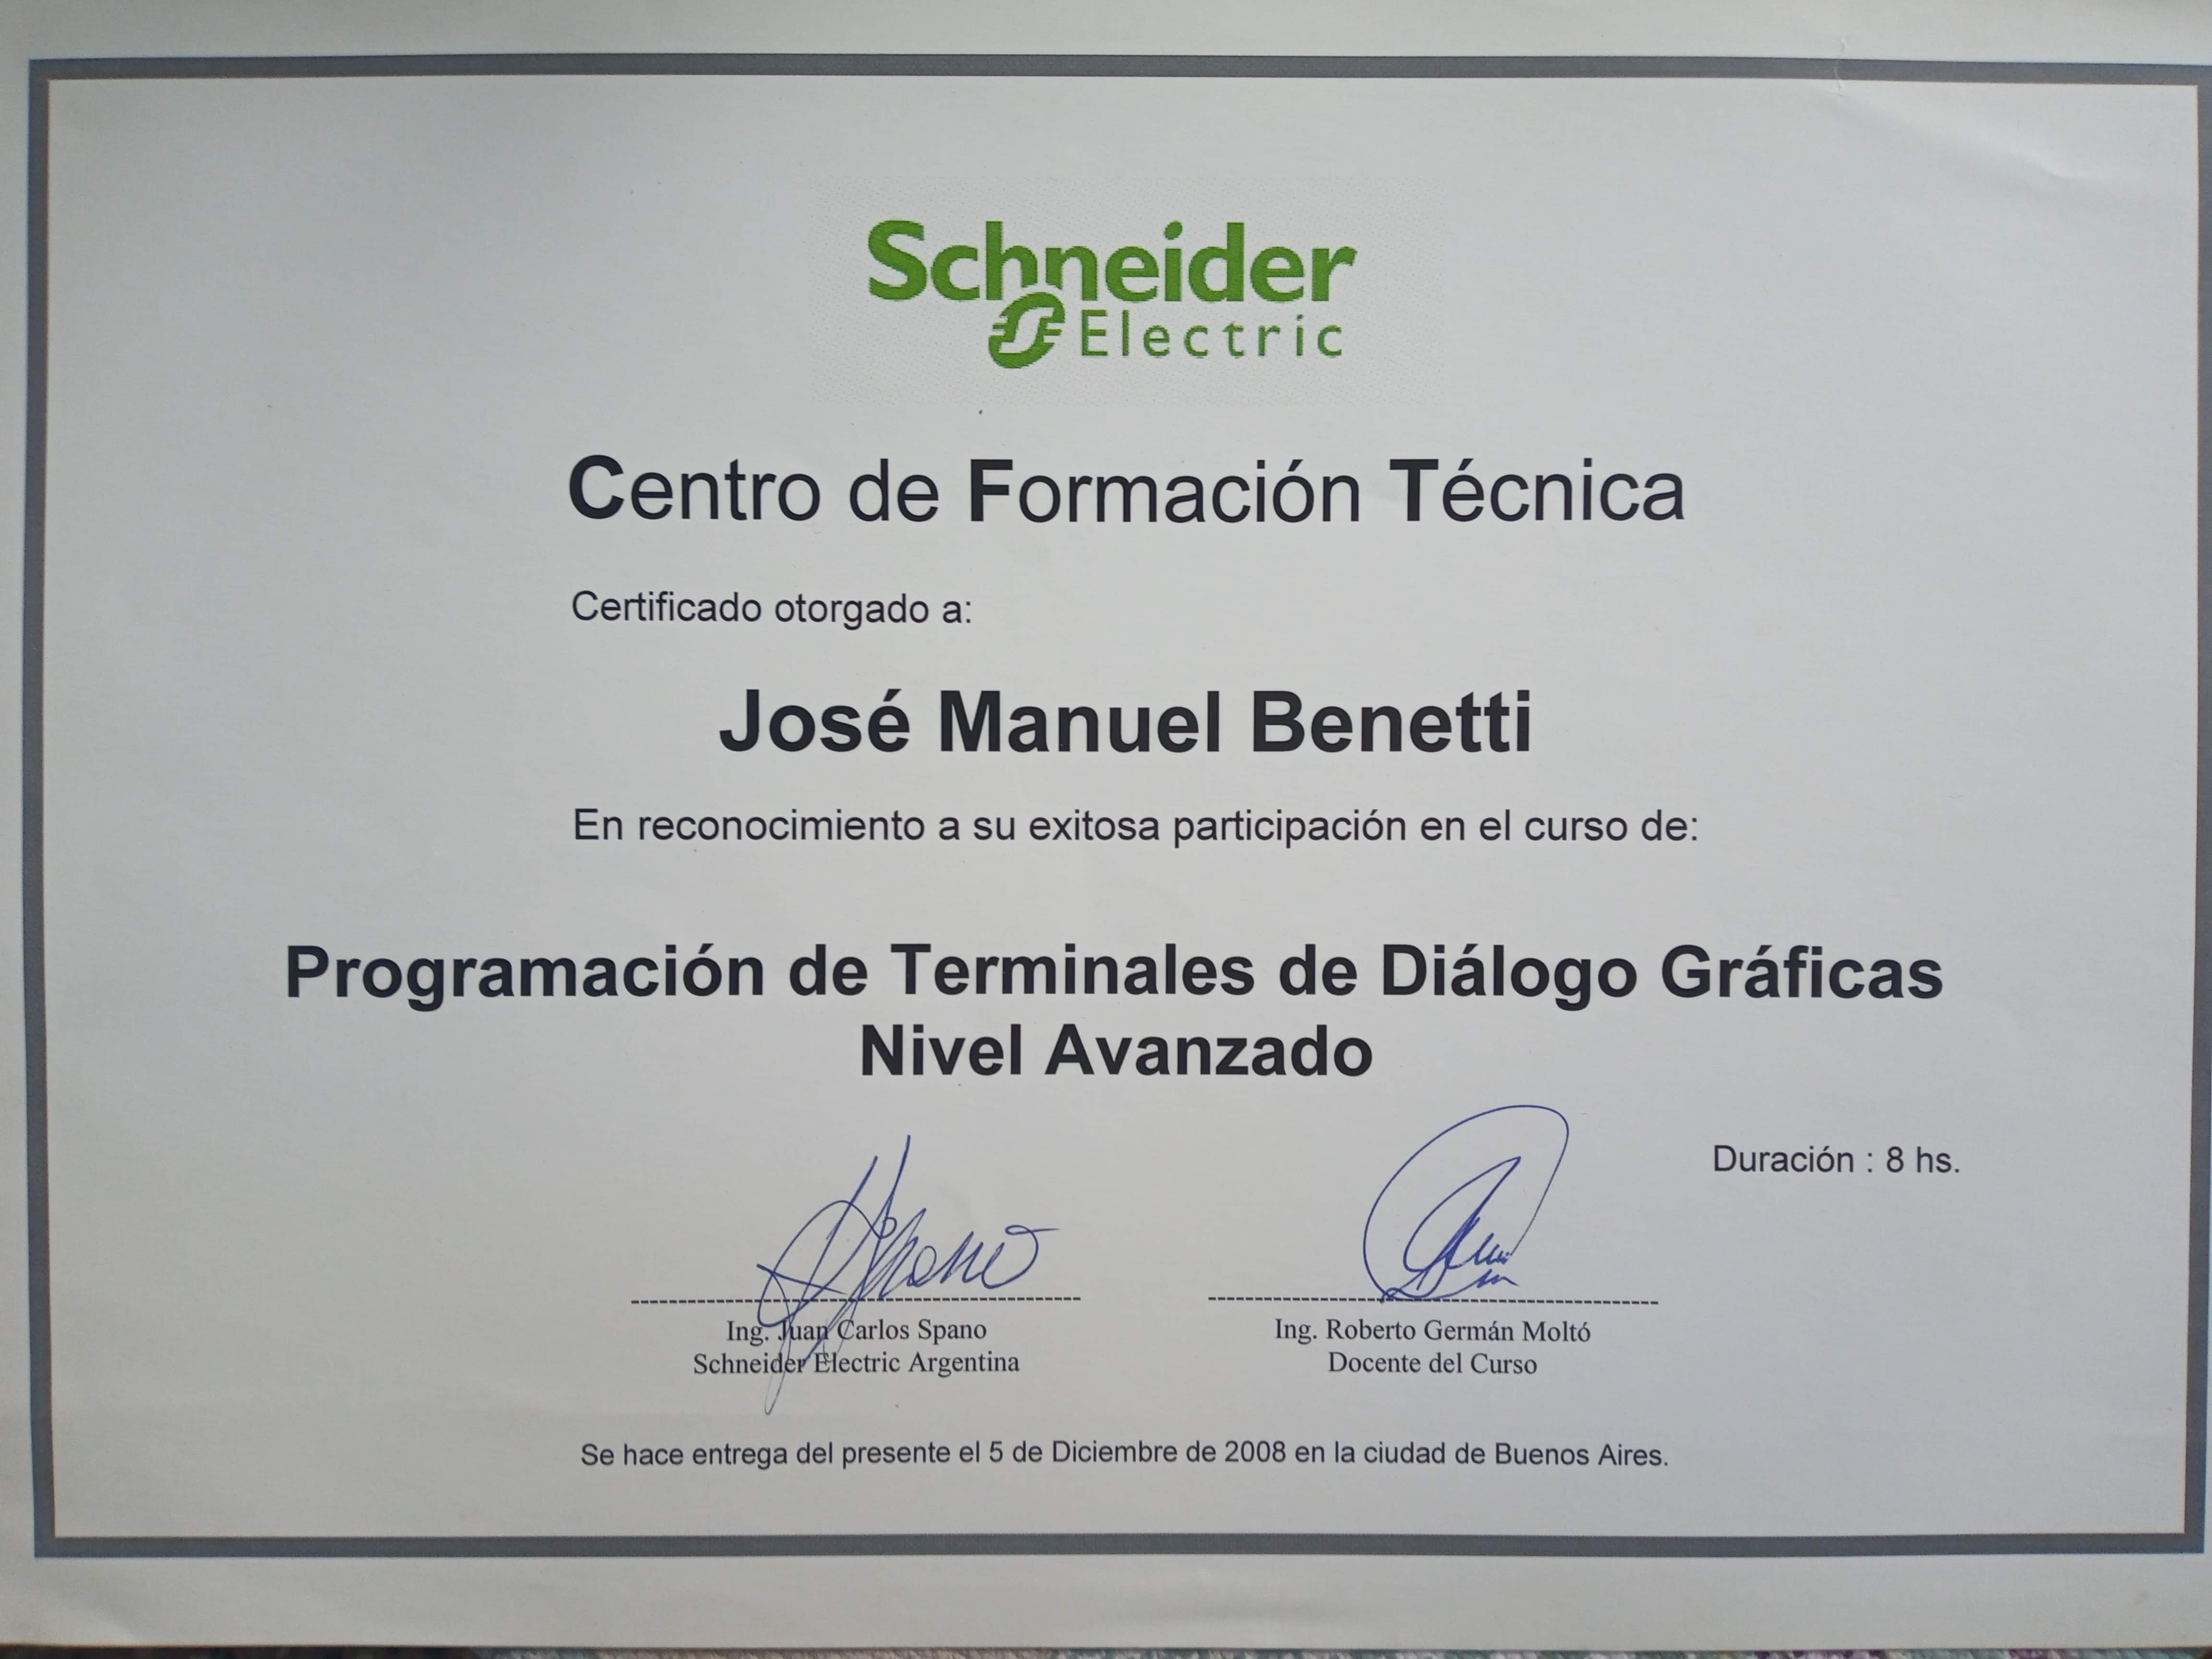 Schneider
Electric
Centro de Formación Técnica
Certificado otorgado a:
José Manuel Benetti
En reconocimiento a su exitosa participación en el curso de:
Programación de Terminales de Diálogo Gráficas
Nivel Avanzado
Duración : 8 hs.
Ing. Juan Carlos Spano
Schneider Electric Argentina
Ing. Roberto Germán Moltó
Docente del Curso
Se hace entrega del presente el 5 de Diciembre de 2008 en la ciudad de Buenos Aires.